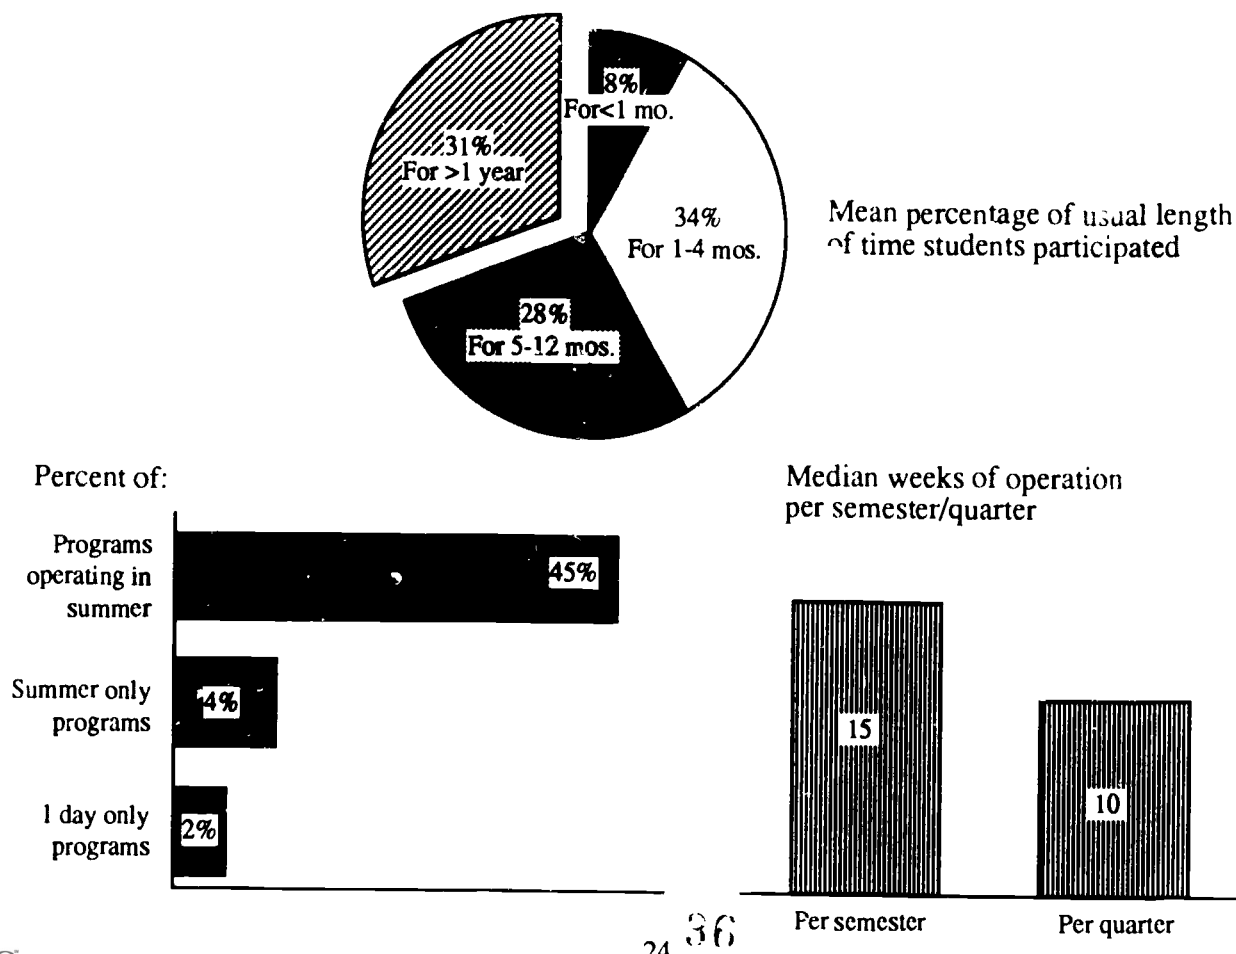 8%
For<1 mo.
31%
For >1 year
34%
For 1-4 mos.
28%
For 5-12 mos.
Mean percentage of usual length
of time students participated
Percent of:
Programs
operating in
summer
45%
Summer only
programs
4%
1 day only
programs
2%
Median weeks of operation
per semester/quarter
15
10
Per semester
Per quarter
24
36